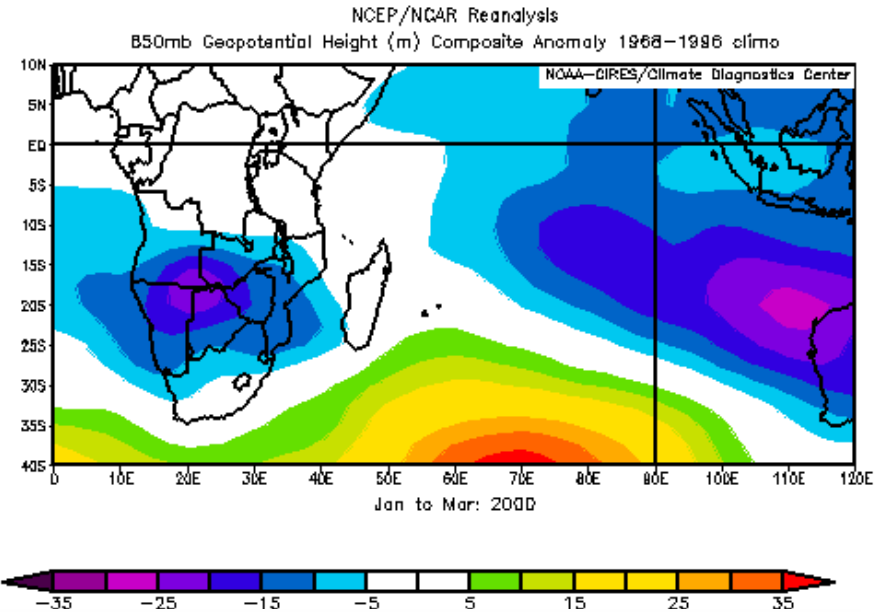 NCEP/NCAR Reanalysis
850mb Geopotential Height (m) Composite Anomaly 1968-1996 climo
NOAA-CIRES/Climate Diagnostics Center
10N
5N
EQ
5S
10S
15S
20S
25S
30S
35S
40S
0 10E 20E 30E 40E 50E 60E 70E 80E 90E 100E 110E 120E
Jan to Mar: 2000
-35 -25 -15 -5 5 15 25 35